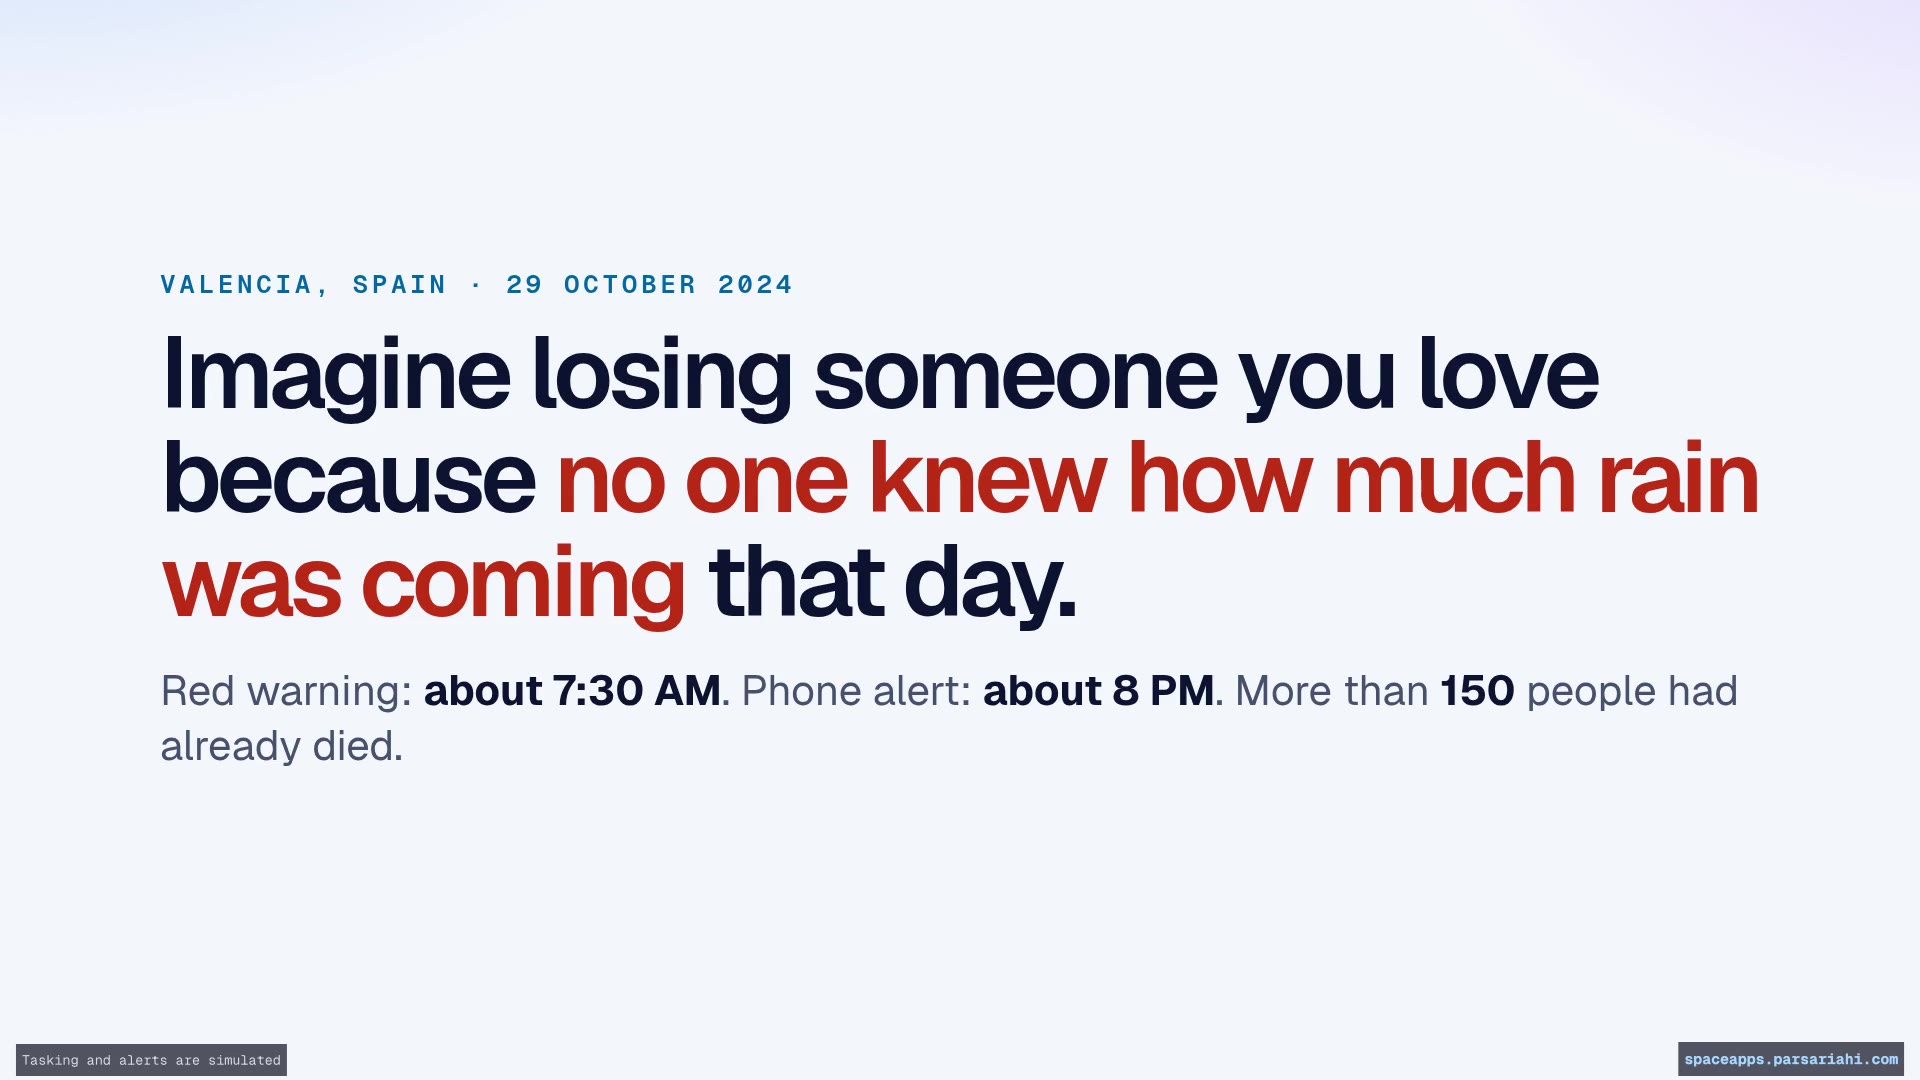 VALENCIA, SPAIN · 29 OCTOBER 2024
Imagine losing someone you love
because no one knew how much rain
was coming that day.
Red warning: about 7:30 AM. Phone alert: about 8 PM. More than 150 people had
already died.
Tasking and alerts are simulated
spaceapps.parsariahi.com